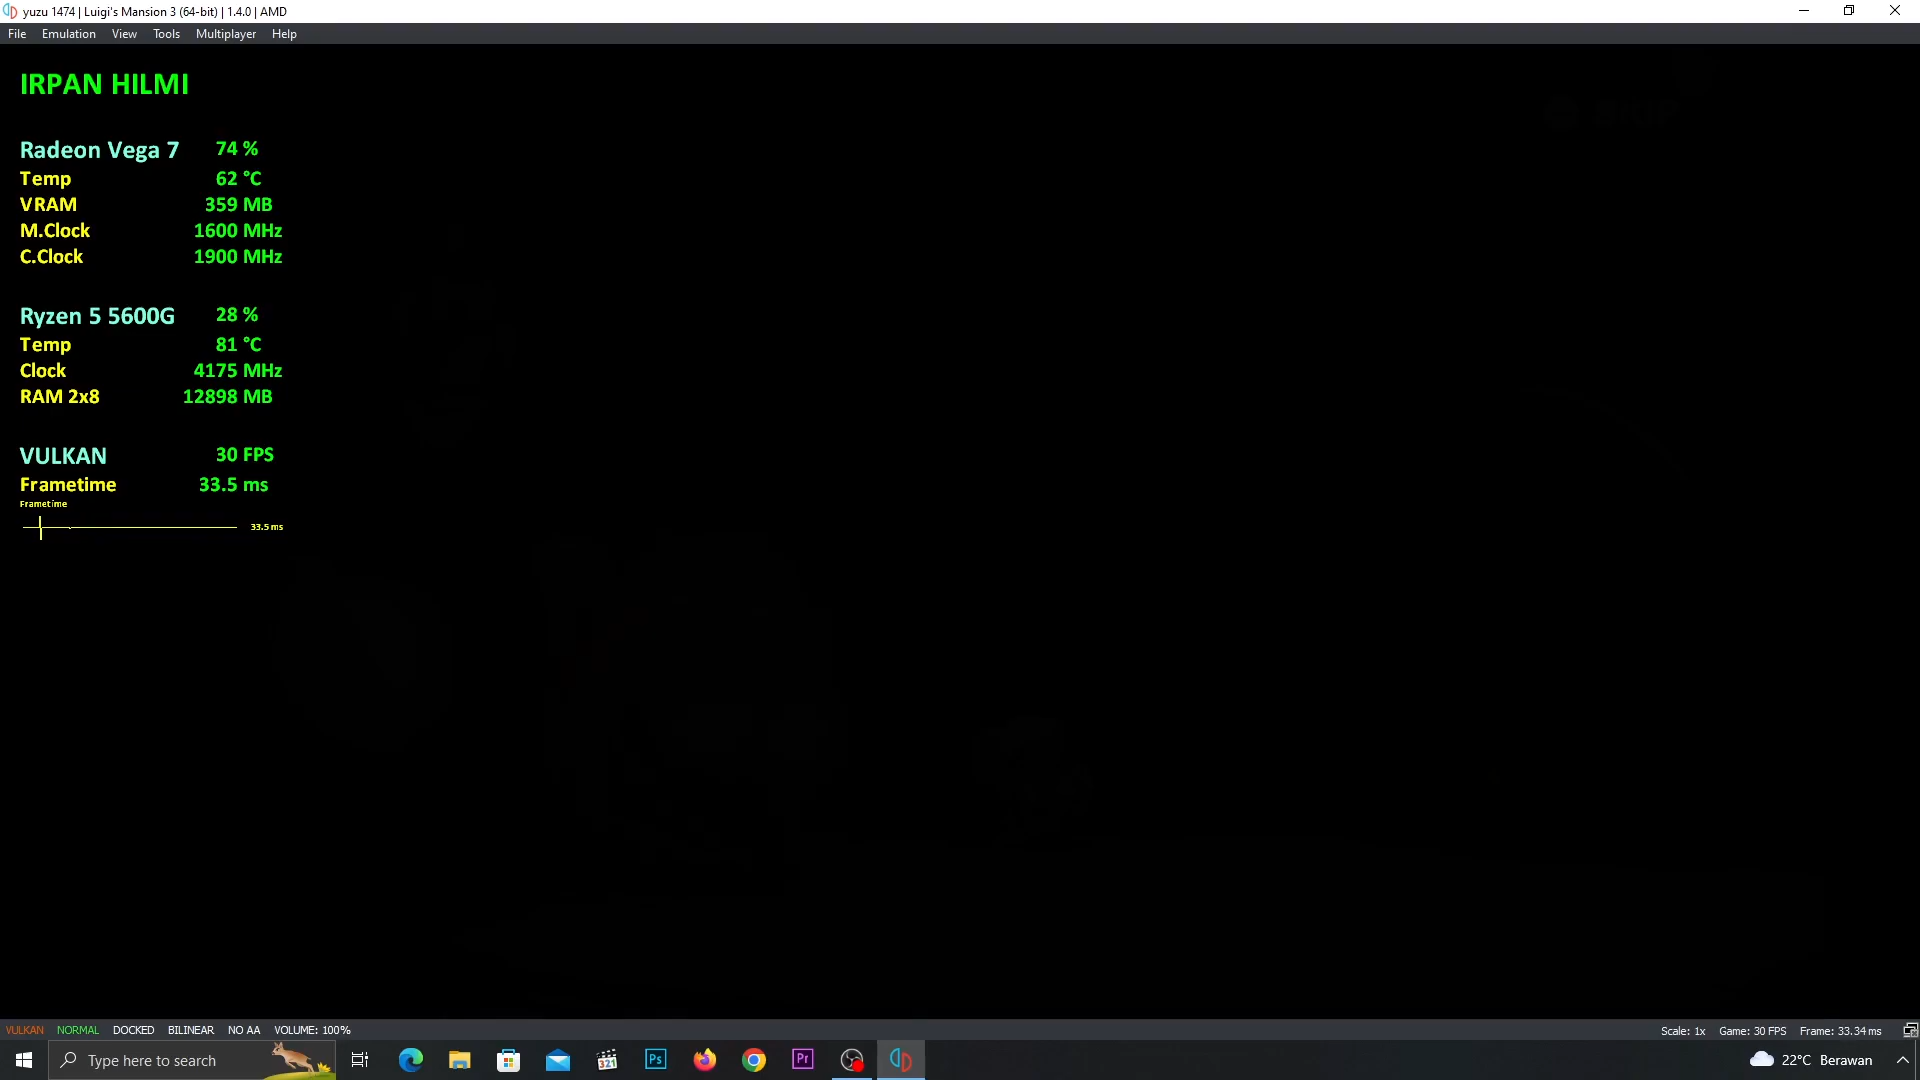 yuzu 1474 | Luigi's Mansion 3 (64-bit) | 1.4.0 | AMD
File Emulation View Tools Multiplayer Help
IRPAN HILMI
Radeon Vega 7 74 %
Temp 62 °C
VRAM 359 MB
M.Clock 1600 MHz
C.Clock 1900 MHz
Ryzen 5 5600G 28 %
Temp 81 °C
Clock 4175 MHz
RAM 2x8 12898 MB
VULKAN 30 FPS
Frametime 33.5 ms
Frametime
33.5 ms
VULKAN NORMAL DOCKED BILINEAR NO AA VOLUME: 100% Scale: 1x Game: 30 FPS Frame: 33.34 ms
Type here to search 321 Ps Pr 22°C Berawan